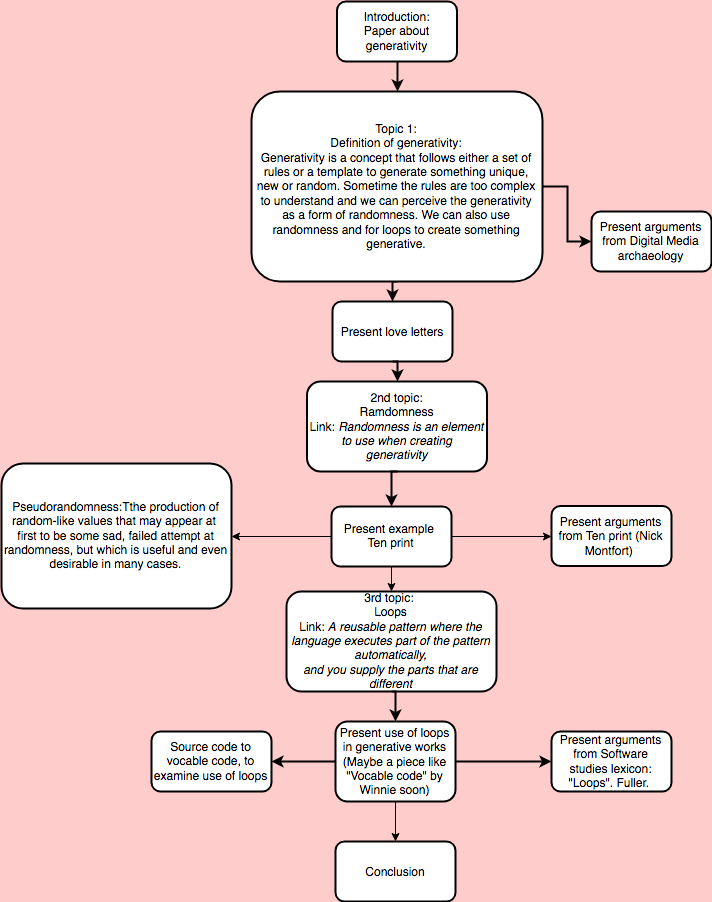 Introduction:
Paper about
generativity
Topic 1:
Definition of generativity:
Generativity is a concept that follows either a set of
rules or a template to generate something unique,
new or random. Sometime the rules are too complex
to understand and we can perceive the generativity
as a form of randomness. We can also use
randomness and for loops to create something
generative.
Present arguments
from Digital Media
archaeology
Present love letters
2nd topic:
Ramdomness
Link: Randomness is an element
to use when creating
generativity
Pseudorandomness:Tthe production of
random-like values that may appear at
first to be some sad, failed attempt at
randomness, but which is useful and even
desirable in many cases.
Present example
Ten print
Present arguments
from Ten print (Nick
Montfort)
3rd topic:
Loops
Link: A reusable pattern where the
language executes part of the pattern
automatically,
and you supply the parts that are
different
Source code to
vocable code, to
examine use of loops
Present use of loops
in generative works
(Maybe a piece like
"Vocable code" by
Winnie soon)
Present arguments
from Software
studies lexicon:
"Loops". Fuller.
Conclusion